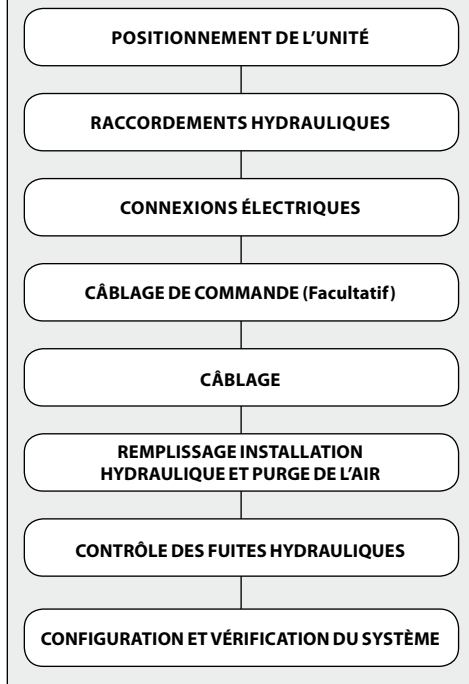 POSITIONNEMENT DE L’UNITÉ
RACCORDEMENTS HYDRAULIQUES
CONNEXIONS ÉLECTRIQUES
CÂBLAGE DE COMMANDE (Facultatif)
CÂBLAGE
REMPLISSAGE INSTALLATION
HYDRAULIQUE ET PURGE DE L’AIR
CONTRÔLE DES FUITES HYDRAULIQUES
CONFIGURATION ET VÉRIFICATION DU SYSTÈME